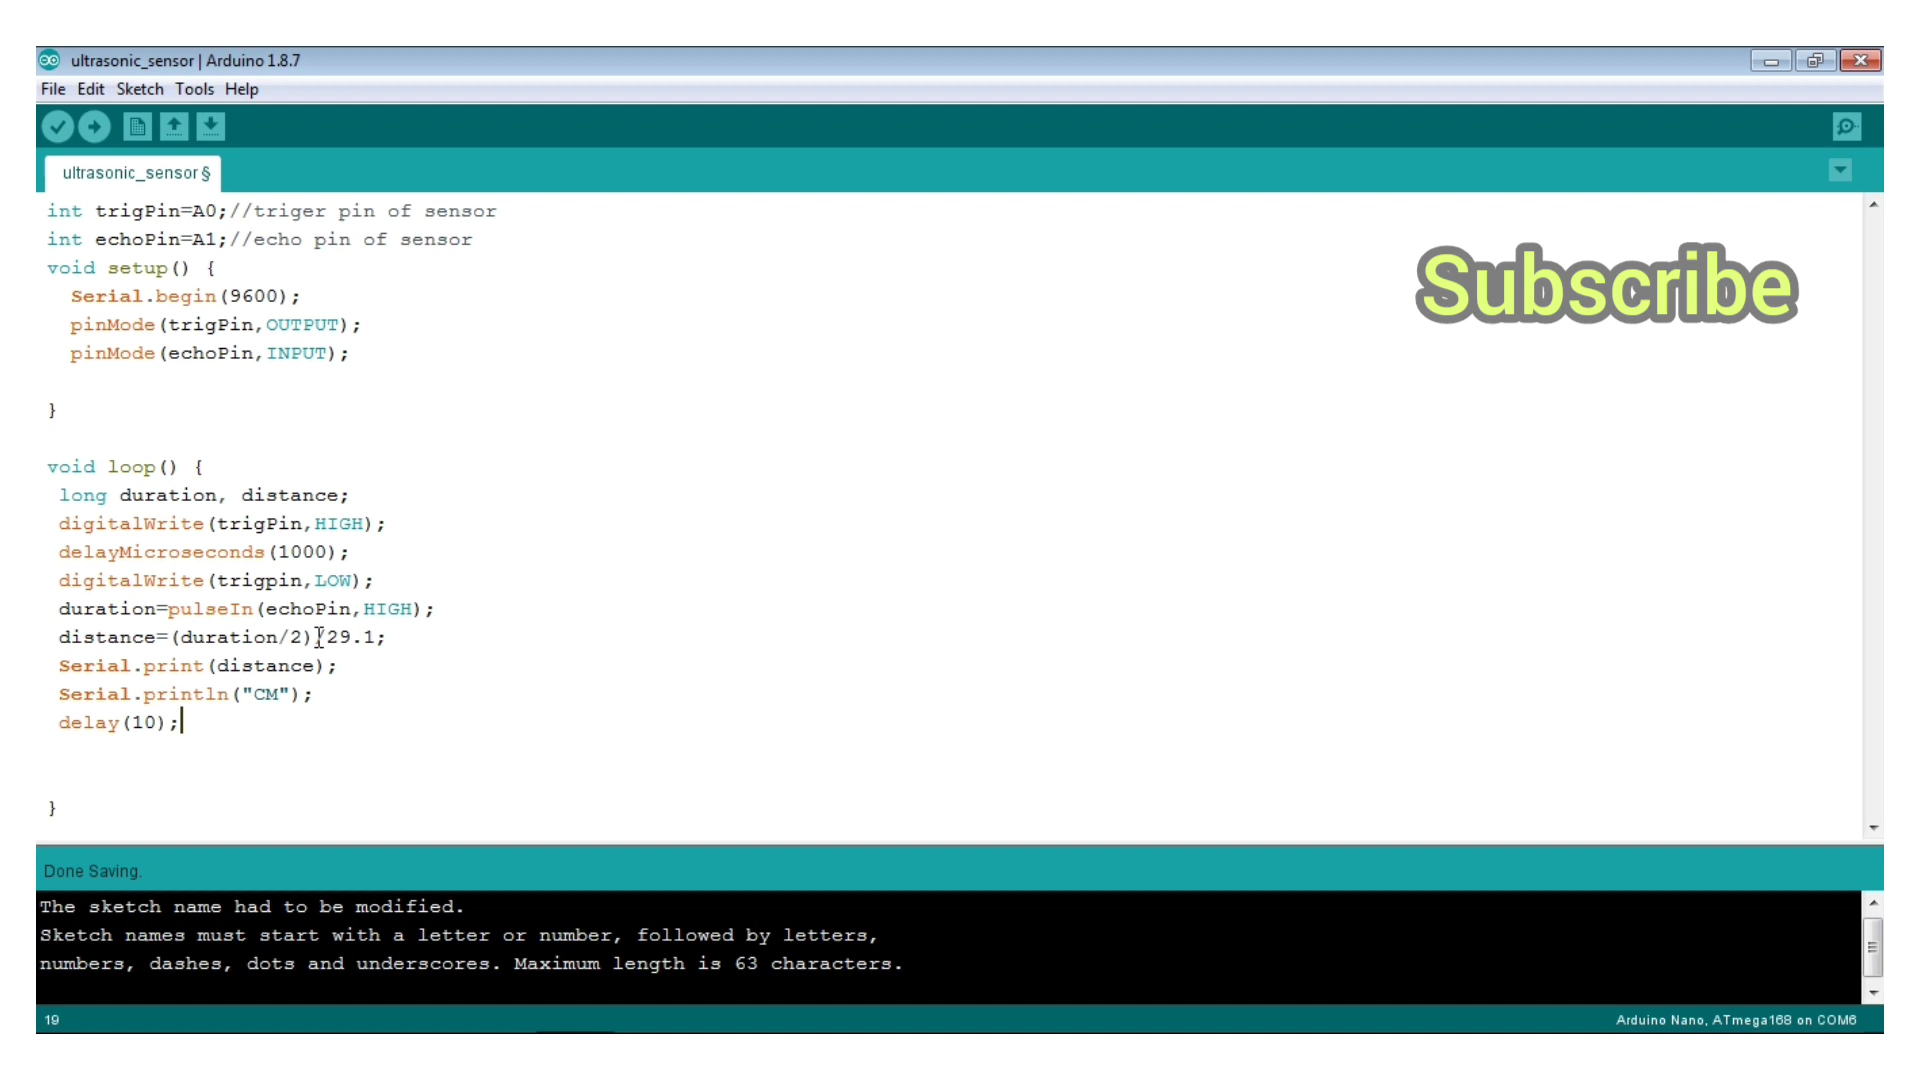 ultrasonic_sensor | Arduino 1.8.7
File Edit Sketch Tools Help
ultrasonic_sensor§
int trigPin=A0;//triger pin of sensor
int echoPin=A1;//echo pin of sensor
void setup() {
Serial.begin(9600);
pinMode(trigPin,OUTPUT);
pinMode(echoPin,INPUT);
}
void loop() {
long duration, distance;
digitalWrite(trigPin,HIGH);
delayMicroseconds(1000);
digitalWrite(trigpin,LOW);
duration=pulseIn(echoPin,HIGH);
distance=(duration/2)/29.1;
Serial.print(distance);
Serial.println("CM");
delay(10);
}
Subscribe
Done Saving.
The sketch name had to be modified.
Sketch names must start with a letter or number, followed by letters,
numbers, dashes, dots and underscores. Maximum length is 63 characters.
19
Arduino Nano, ATmega168 on COM6